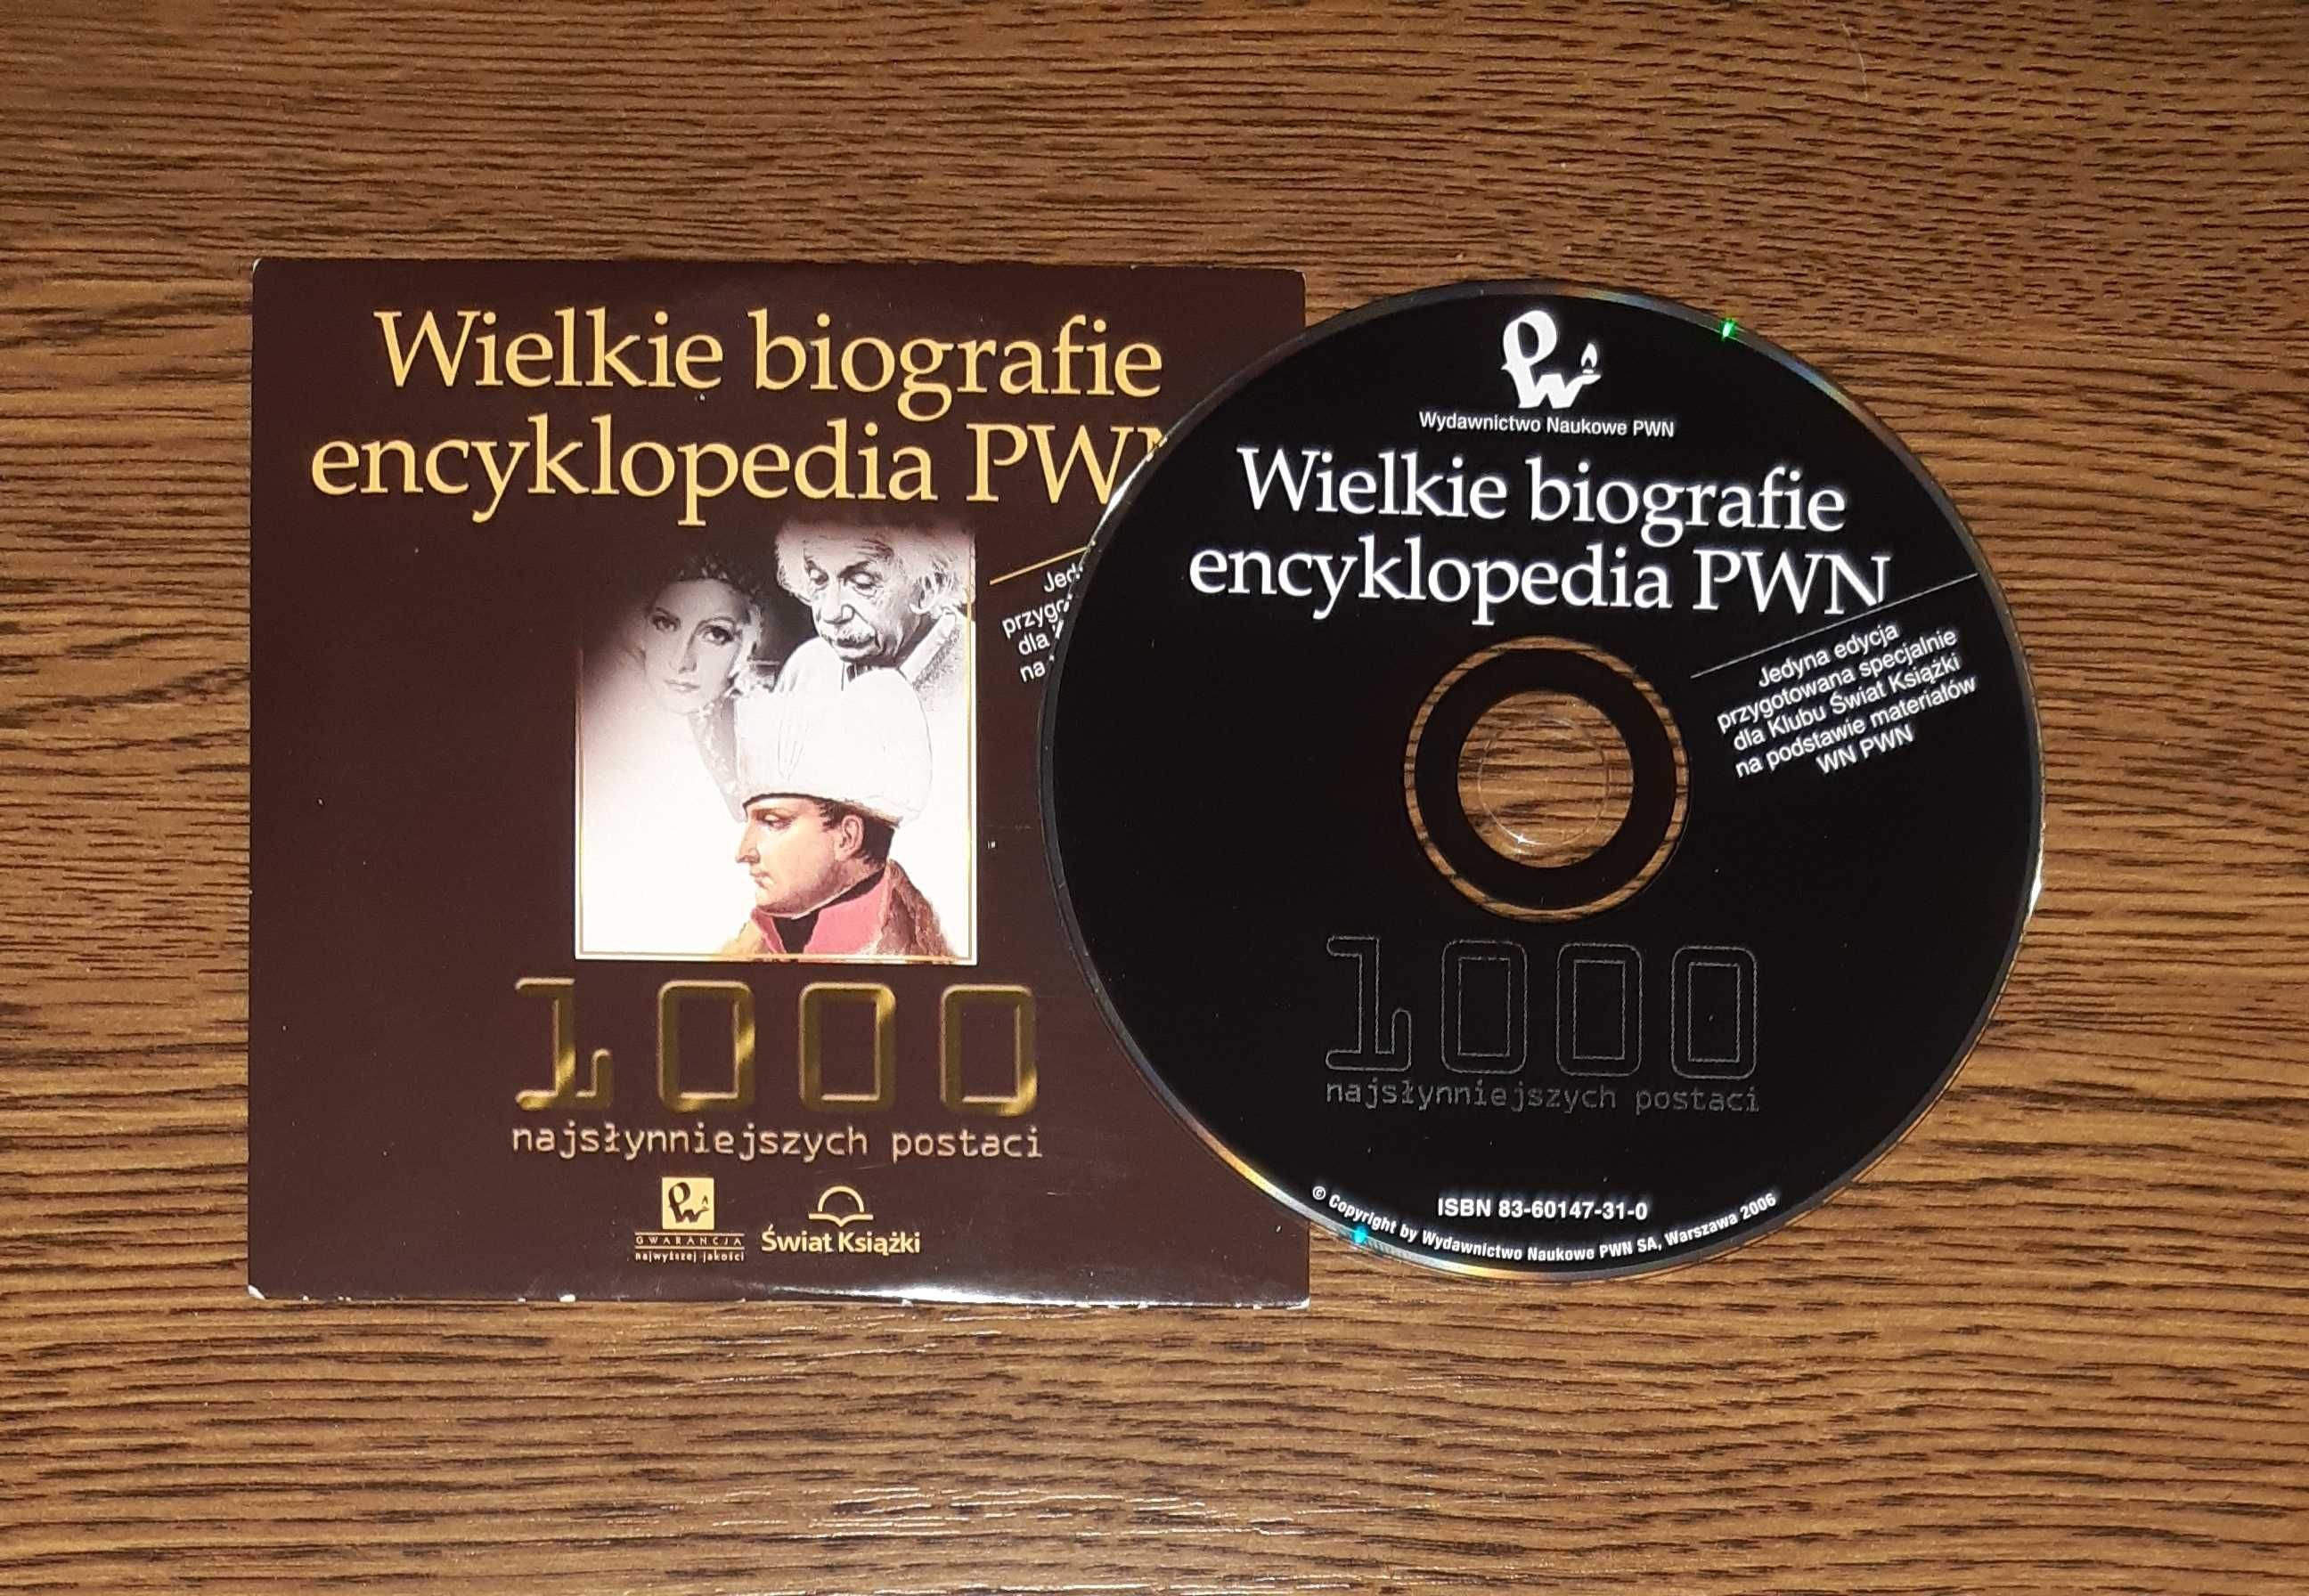 Wielkie biografie
encyklopedia PWN
1000
najsłynniejszych postaci
GWARANCJA
najwyższej jakości
Świat Książki
Wydawnictwo Naukowe PWN
Wielkie biografie
encyklopedia PWN
Jedyna edycja
przygotowana specjalnie
dla Klubu Świat Książki
na podstawie materiałów
WN PWN
1000
najsłynniejszych postaci
ISBN 83-60147-31-0
© Copyright by Wydawnictwo Naukowe PWN SA, Warszawa 2006